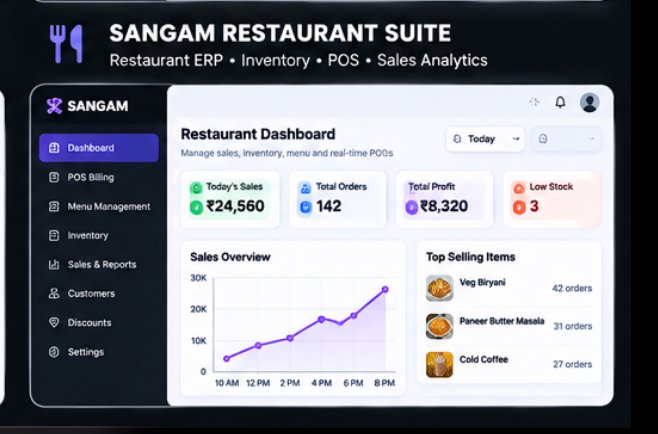 SANGAM RESTAURANT SUITE
Restaurant ERP • Inventory • POS • Sales Analytics
SANGAM
Dashboard
POS Billing
Menu Management
Inventory
Sales & Reports
Customers
Discounts
Settings
Restaurant Dashboard
Manage sales, inventory, menu and real-time POGs
Today
Today's Sales
₹24,560
Total Orders
142
Total Profit
₹8,320
Low Stock
3
Sales Overview
30K
20K
10K
0
10 AM 12 PM 2 PM 4 PM 6 PM 8 PM
Top Selling Items
Veg Biryani 42 orders
Paneer Butter Masala 31 orders
Cold Coffee 27 orders